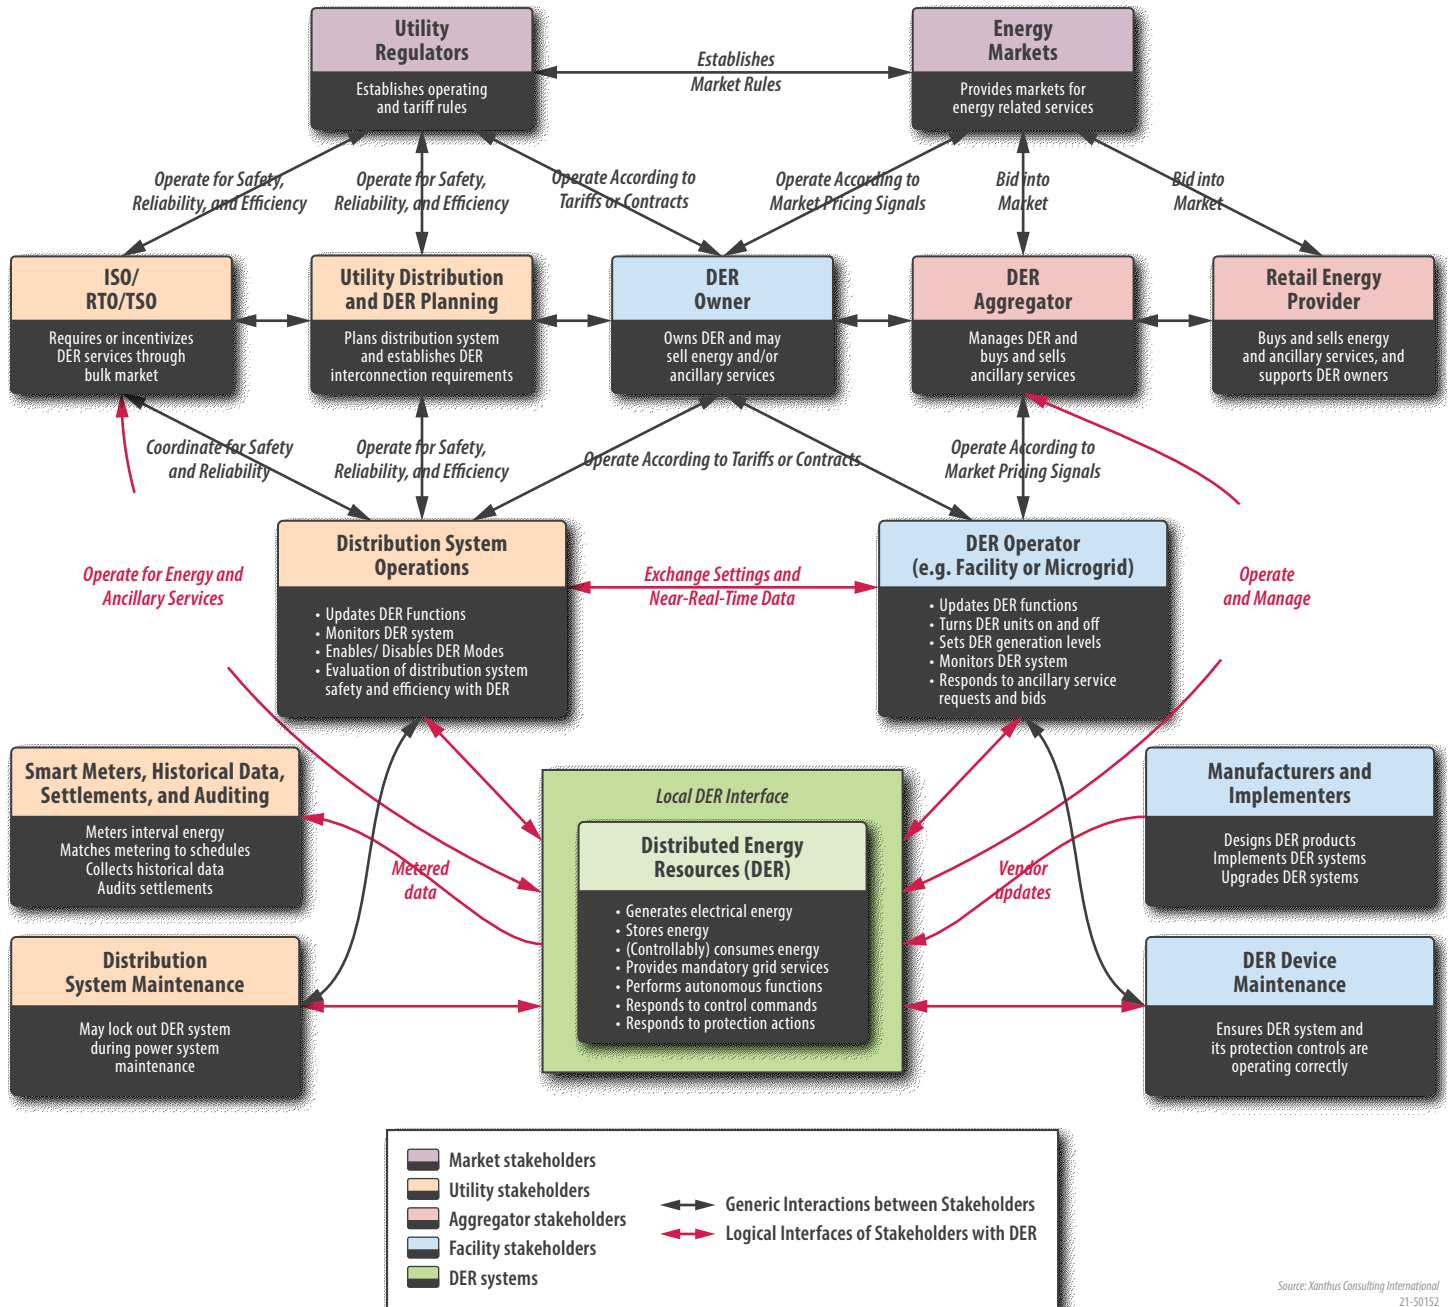 Utility
Regulators
Establishes operating
and tariff rules
Establishes
Market Rules
Energy
Markets
Provides markets for
energy related services
Operate for Safety,
Reliability, and Efficiency
Operate for Safety,
Reliability, and Efficiency
Operate According to
Tariffs or Contracts
Operate According to
Market Pricing Signals
Bid into
Market
Bid into
Market
ISO/
RTO/TSO
Requires or incentivizes
DER services through
bulk market
Utility Distribution
and DER Planning
Plans distribution system
and establishes DER
interconnection requirements
DER
Owner
Owns DER and may
sell energy and/or
ancillary services
DER
Aggregator
Manages DER and
buys and sells
ancillary services
Retail Energy
Provider
Buys and sells energy
and ancillary services, and
supports DER owners
Coordinate for Safety
and Reliability
Operate for Safety,
Reliability, and Efficiency
Operate According to Tariffs or Contracts
Operate According to
Market Pricing Signals
Operate for Energy and
Ancillary Services
Distribution System
Operations
• Updates DER Functions
• Monitors DER system
• Enables/ Disables DER Modes
• Evaluation of distribution system
safety and efficiency with DER
Exchange Settings and
Near-Real-Time Data
DER Operator
(e.g. Facility or Microgrid)
• Updates DER functions
• Turns DER units on and off
• Sets DER generation levels
• Monitors DER system
• Responds to ancillary service
requests and bids
Operate
and Manage
Smart Meters, Historical Data,
Settlements, and Auditing
Meters interval energy
Matches metering to schedules
Collects historical data
Audits settlements
Metered
data
Local DER Interface
Distributed Energy
Resources (DER)
• Generates electrical energy
• Stores energy
• (Controllably) consumes energy
• Provides mandatory grid services
• Performs autonomous functions
• Responds to control commands
• Responds to protection actions
Vendor
updates
Manufacturers and
Implementers
Designs DER products
Implements DER systems
Upgrades DER systems
Distribution
System Maintenance
May lock out DER system
during power system
maintenance
DER Device
Maintenance
Ensures DER system and
its protection controls are
operating correctly
Market stakeholders
Utility stakeholders
Aggregator stakeholders
Facility stakeholders
DER systems
Generic Interactions between Stakeholders
Logical Interfaces of Stakeholders with DER
Source: Xanthus Consulting International
21-50152